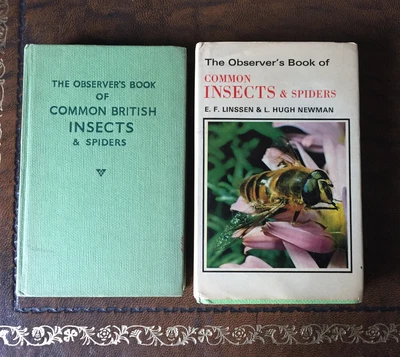 THE OBSERVER'S BOOK
OF
COMMON BRITISH
INSECTS
& SPIDERS
The Observer's Book of
COMMON
INSECTS & SPIDERS
E. F. LINSSEN & L. HUGH NEWMAN